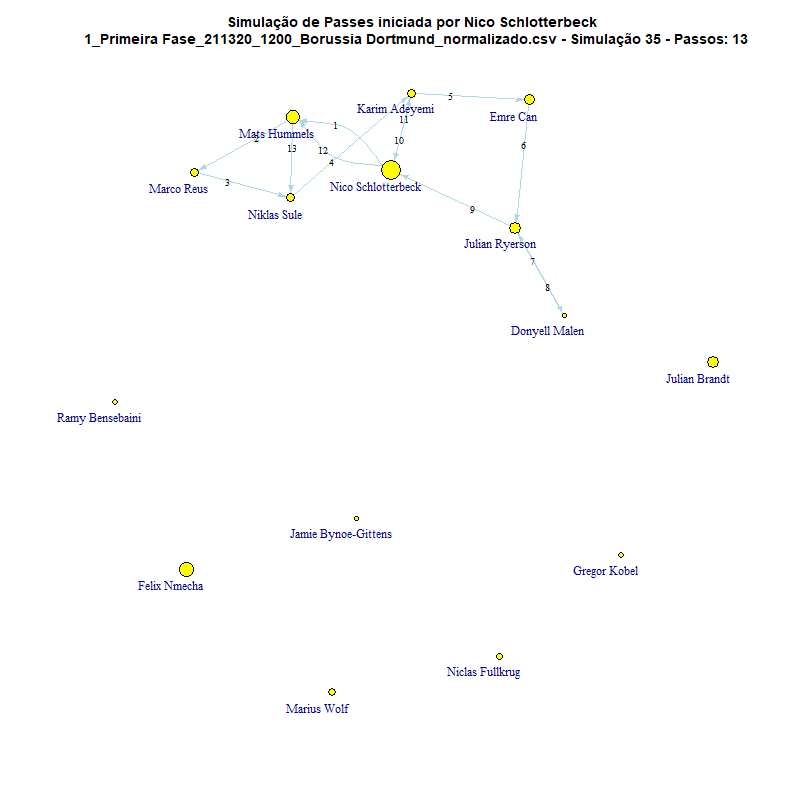 Simulação de Passes iniciada por Nico Schlotterbeck
1_Primeira Fase_211320_1200_Borussia Dortmund_normalizado.csv - Simulação 35 - Passos: 13
5
Karim Adeyemi
Emre Can
11
1
Mats Hummels
2
10
6
13
12
4
3
Marco Reus
Nico Schlotterbeck
9
Niklas Sule
Julian Ryerson
7
8
Donyell Malen
Julian Brandt
Ramy Bensebaini
Jamie Bynoe-Gittens
Gregor Kobel
Felix Nmecha
Niclas Fullkrug
Marius Wolf